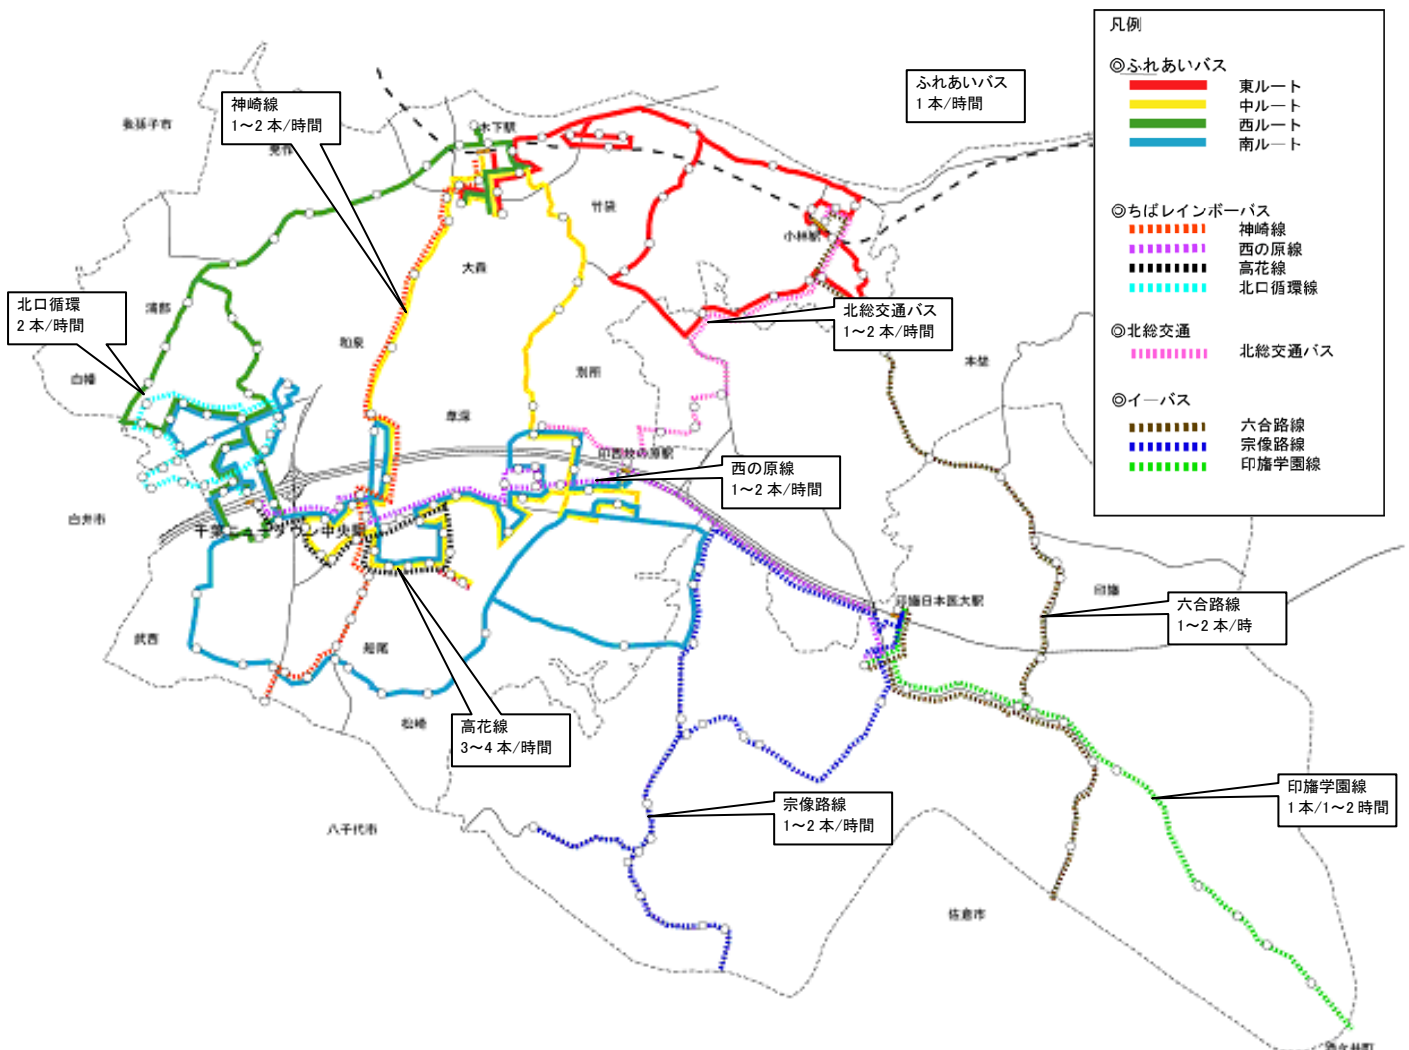 凡例
◎ふれあいバス
東ルート
中ルート
西ルート
南ルート
◎ちばレインボーバス
神崎線
西の原線
高花線
北口循環線
◎北総交通
北総交通バス
◎イーバス
六合路線
宗像路線
印旛学園線
ふれあいバス
1 本/時間
神崎線
1~2 本/時間
我孫子市
木下駅
竹袋
小林駅
大森
北口循環
2 本/時間
浦部
和泉
北総交通バス
1~2 本/時間
別所
本埜
白幡
草深
印西牧の原駅
西の原線
1~2 本/時間
白井市
千葉ニュータウン中央駅
印旛日本医大駅
印旛
六合路線
1~2 本/時
武西
船尾
松崎
高花線
3~4 本/時間
宗像路線
1~2 本/時間
印旛学園線
1 本/1~2 時間
八千代市
佐倉市